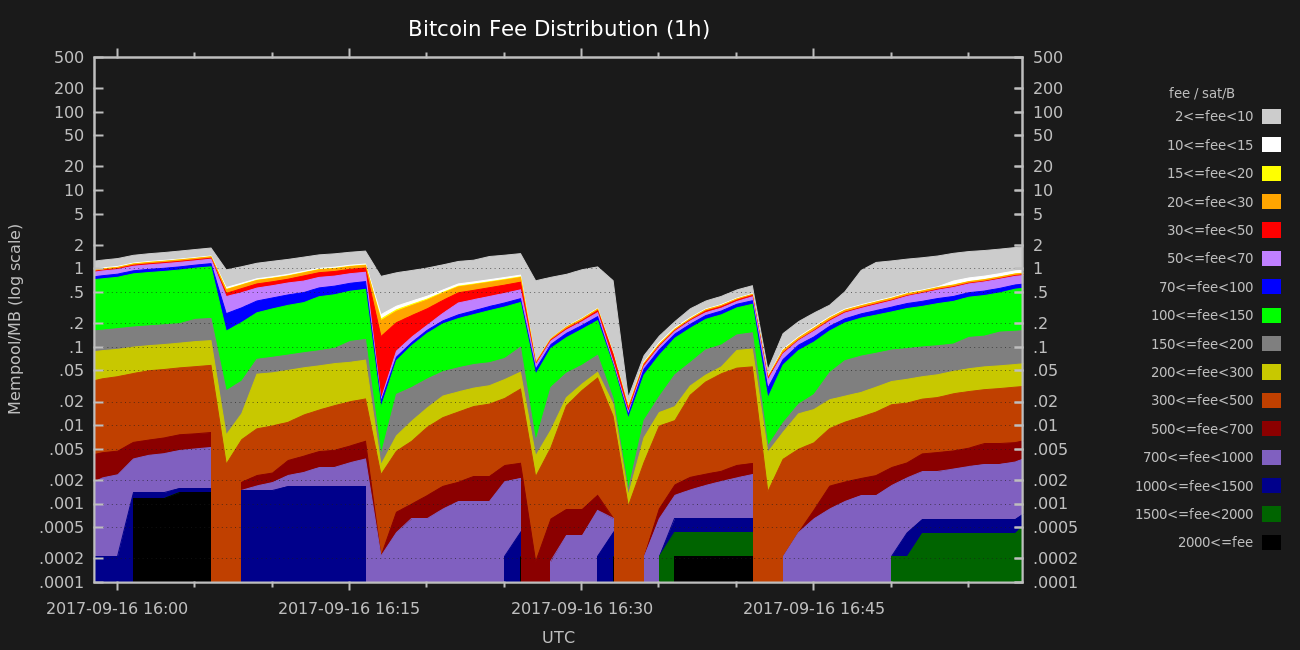 Bitcoin Fee Distribution (1h)
500
200
100
50
20
10
5
2
1
.5
.2
.1
.05
.02
.01
.005
.002
.001
.0005
.0002
.0001
Mempool/MB (log scale)
500
200
100
50
20
10
5
2
1
.5
.2
.1
.05
.02
.01
.005
.002
.001
.0005
.0002
.0001
fee / sat/B
2<=fee<10
10<=fee<15
15<=fee<20
20<=fee<30
30<=fee<50
50<=fee<70
70<=fee<100
100<=fee<150
150<=fee<200
200<=fee<300
300<=fee<500
500<=fee<700
700<=fee<1000
1000<=fee<1500
1500<=fee<2000
2000<=fee
2017-09-16 16:00
2017-09-16 16:15
2017-09-16 16:30
2017-09-16 16:45
UTC